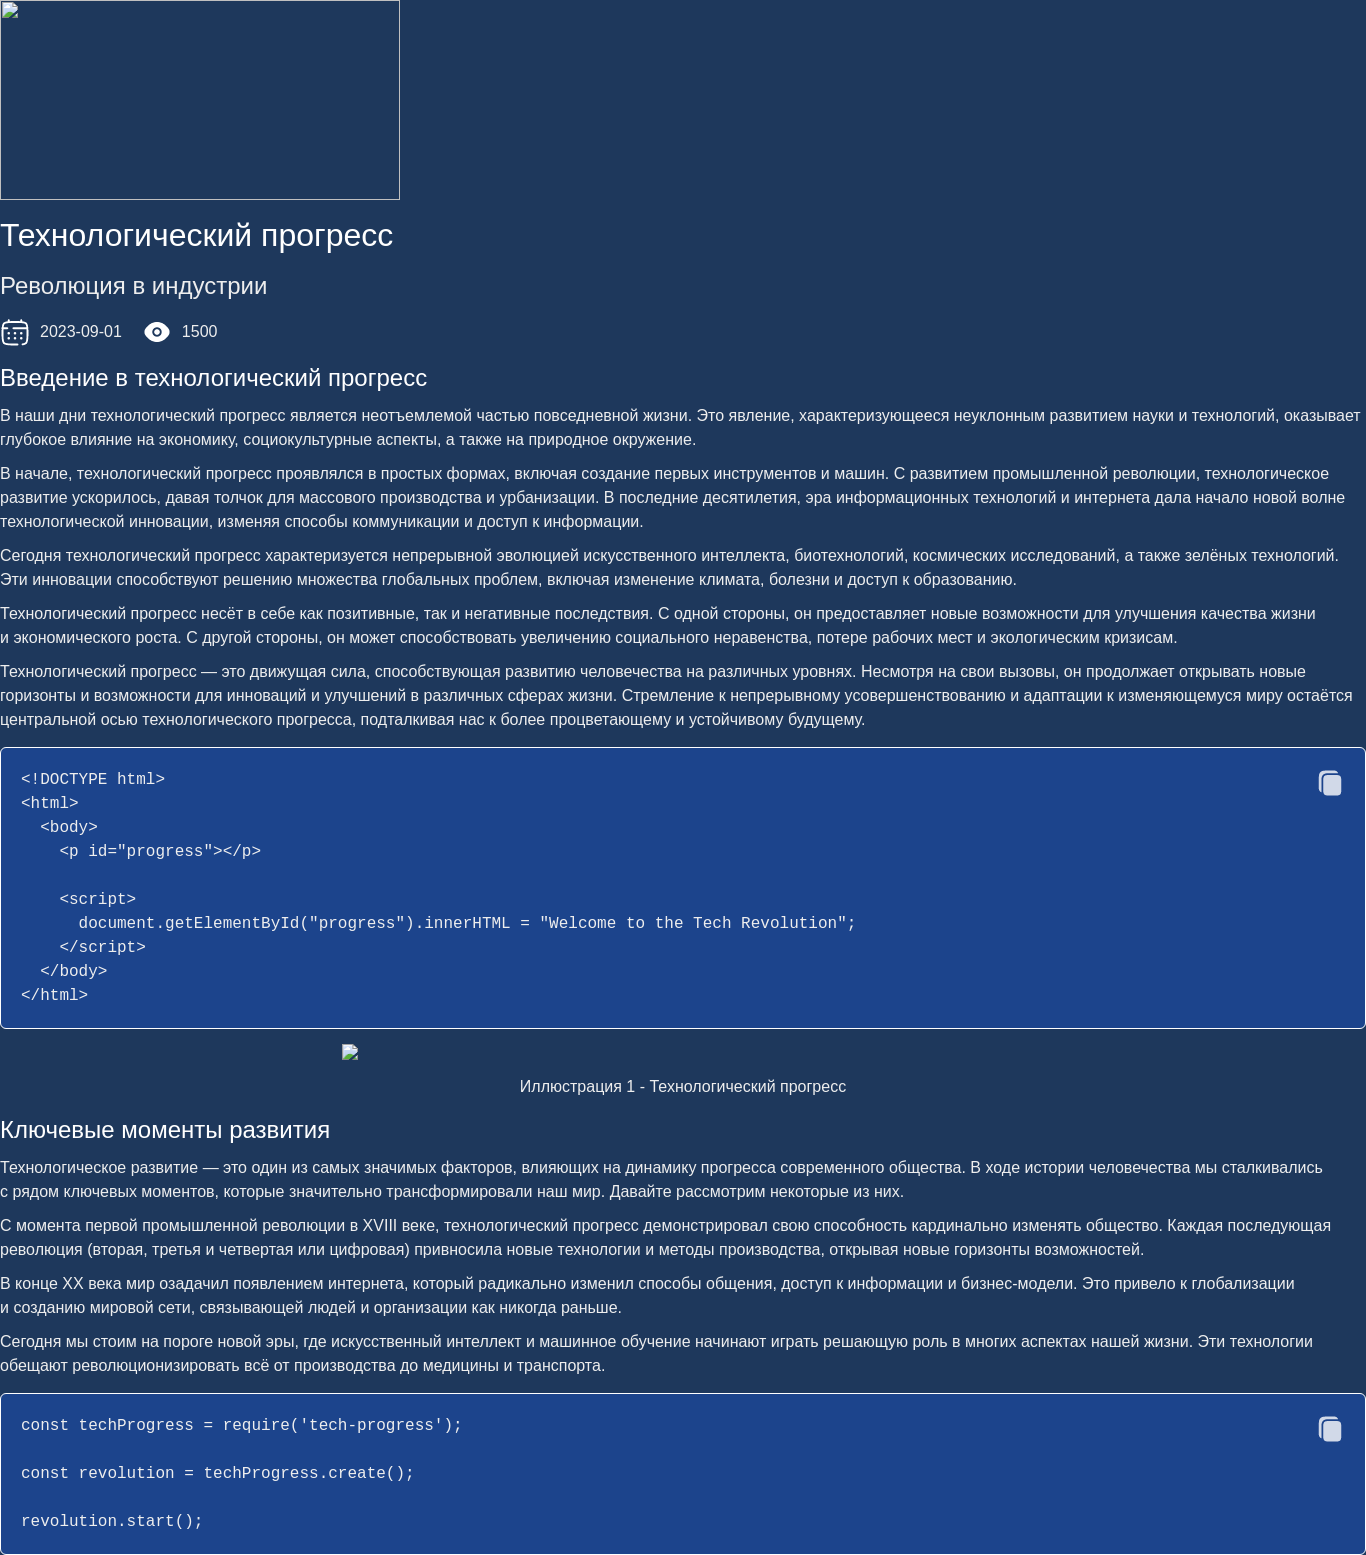 Технологический прогресс
Революция в индустрии
2023-09-01 1500
Введение в технологический прогресс
В наши дни технологический прогресс является неотъемлемой частью повседневной жизни. Это явление, характеризующееся неуклонным развитием науки и технологий, оказывает
глубокое влияние на экономику, социокультурные аспекты, а также на природное окружение.
В начале, технологический прогресс проявлялся в простых формах, включая создание первых инструментов и машин. С развитием промышленной революции, технологическое
развитие ускорилось, давая толчок для массового производства и урбанизации. В последние десятилетия, эра информационных технологий и интернета дала начало новой волне
технологической инновации, изменяя способы коммуникации и доступ к информации.
Сегодня технологический прогресс характеризуется непрерывной эволюцией искусственного интеллекта, биотехнологий, космических исследований, а также зелёных технологий.
Эти инновации способствуют решению множества глобальных проблем, включая изменение климата, болезни и доступ к образованию.
Технологический прогресс несёт в себе как позитивные, так и негативные последствия. С одной стороны, он предоставляет новые возможности для улучшения качества жизни
и экономического роста. С другой стороны, он может способствовать увеличению социального неравенства, потере рабочих мест и экологическим кризисам.
Технологический прогресс — это движущая сила, способствующая развитию человечества на различных уровнях. Несмотря на свои вызовы, он продолжает открывать новые
горизонты и возможности для инноваций и улучшений в различных сферах жизни. Стремление к непрерывному усовершенствованию и адаптации к изменяющемуся миру остаётся
центральной осью технологического прогресса, подталкивая нас к более процветающему и устойчивому будущему.
<!DOCTYPE html>
<html>
  <body>
    <p id="progress"></p>

    <script>
      document.getElementById("progress").innerHTML = "Welcome to the Tech Revolution";
    </script>
  </body>
</html>
Иллюстрация 1 - Технологический прогресс
Ключевые моменты развития
Технологическое развитие — это один из самых значимых факторов, влияющих на динамику прогресса современного общества. В ходе истории человечества мы сталкивались
с рядом ключевых моментов, которые значительно трансформировали наш мир. Давайте рассмотрим некоторые из них.
С момента первой промышленной революции в XVIII веке, технологический прогресс демонстрировал свою способность кардинально изменять общество. Каждая последующая
революция (вторая, третья и четвертая или цифровая) привносила новые технологии и методы производства, открывая новые горизонты возможностей.
В конце XX века мир озадачил появлением интернета, который радикально изменил способы общения, доступ к информации и бизнес-модели. Это привело к глобализации
и созданию мировой сети, связывающей людей и организации как никогда раньше.
Сегодня мы стоим на пороге новой эры, где искусственный интеллект и машинное обучение начинают играть решающую роль в многих аспектах нашей жизни. Эти технологии
обещают революционизировать всё от производства до медицины и транспорта.
const techProgress = require('tech-progress');

const revolution = techProgress.create();

revolution.start();